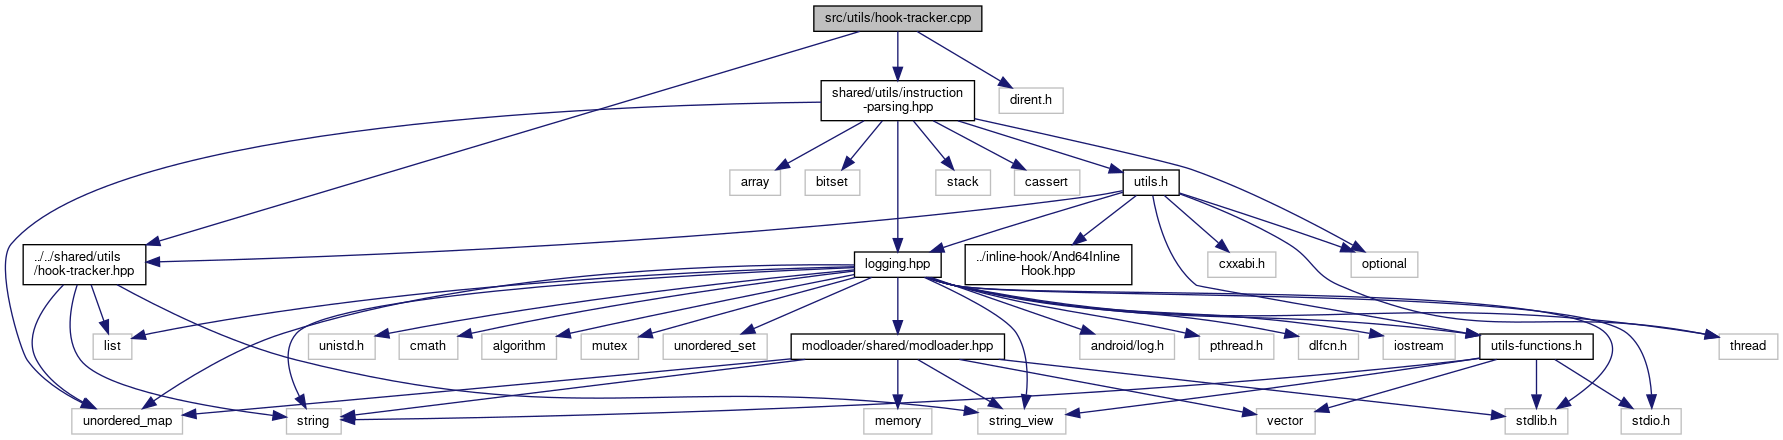 src/utils/hook-tracker.cpp
shared/utils/instruction
-parsing.hpp
dirent.h
array
bitset
stack
cassert
utils.h
../../shared/utils
/hook-tracker.hpp
logging.hpp
../inline-hook/And64Inline
Hook.hpp
cxxabi.h
optional
list
unistd.h
cmath
algorithm
mutex
unordered_set
modloader/shared/modloader.hpp
android/log.h
pthread.h
dlfcn.h
iostream
utils-functions.h
thread
unordered_map
string
memory
string_view
vector
stdlib.h
stdio.h